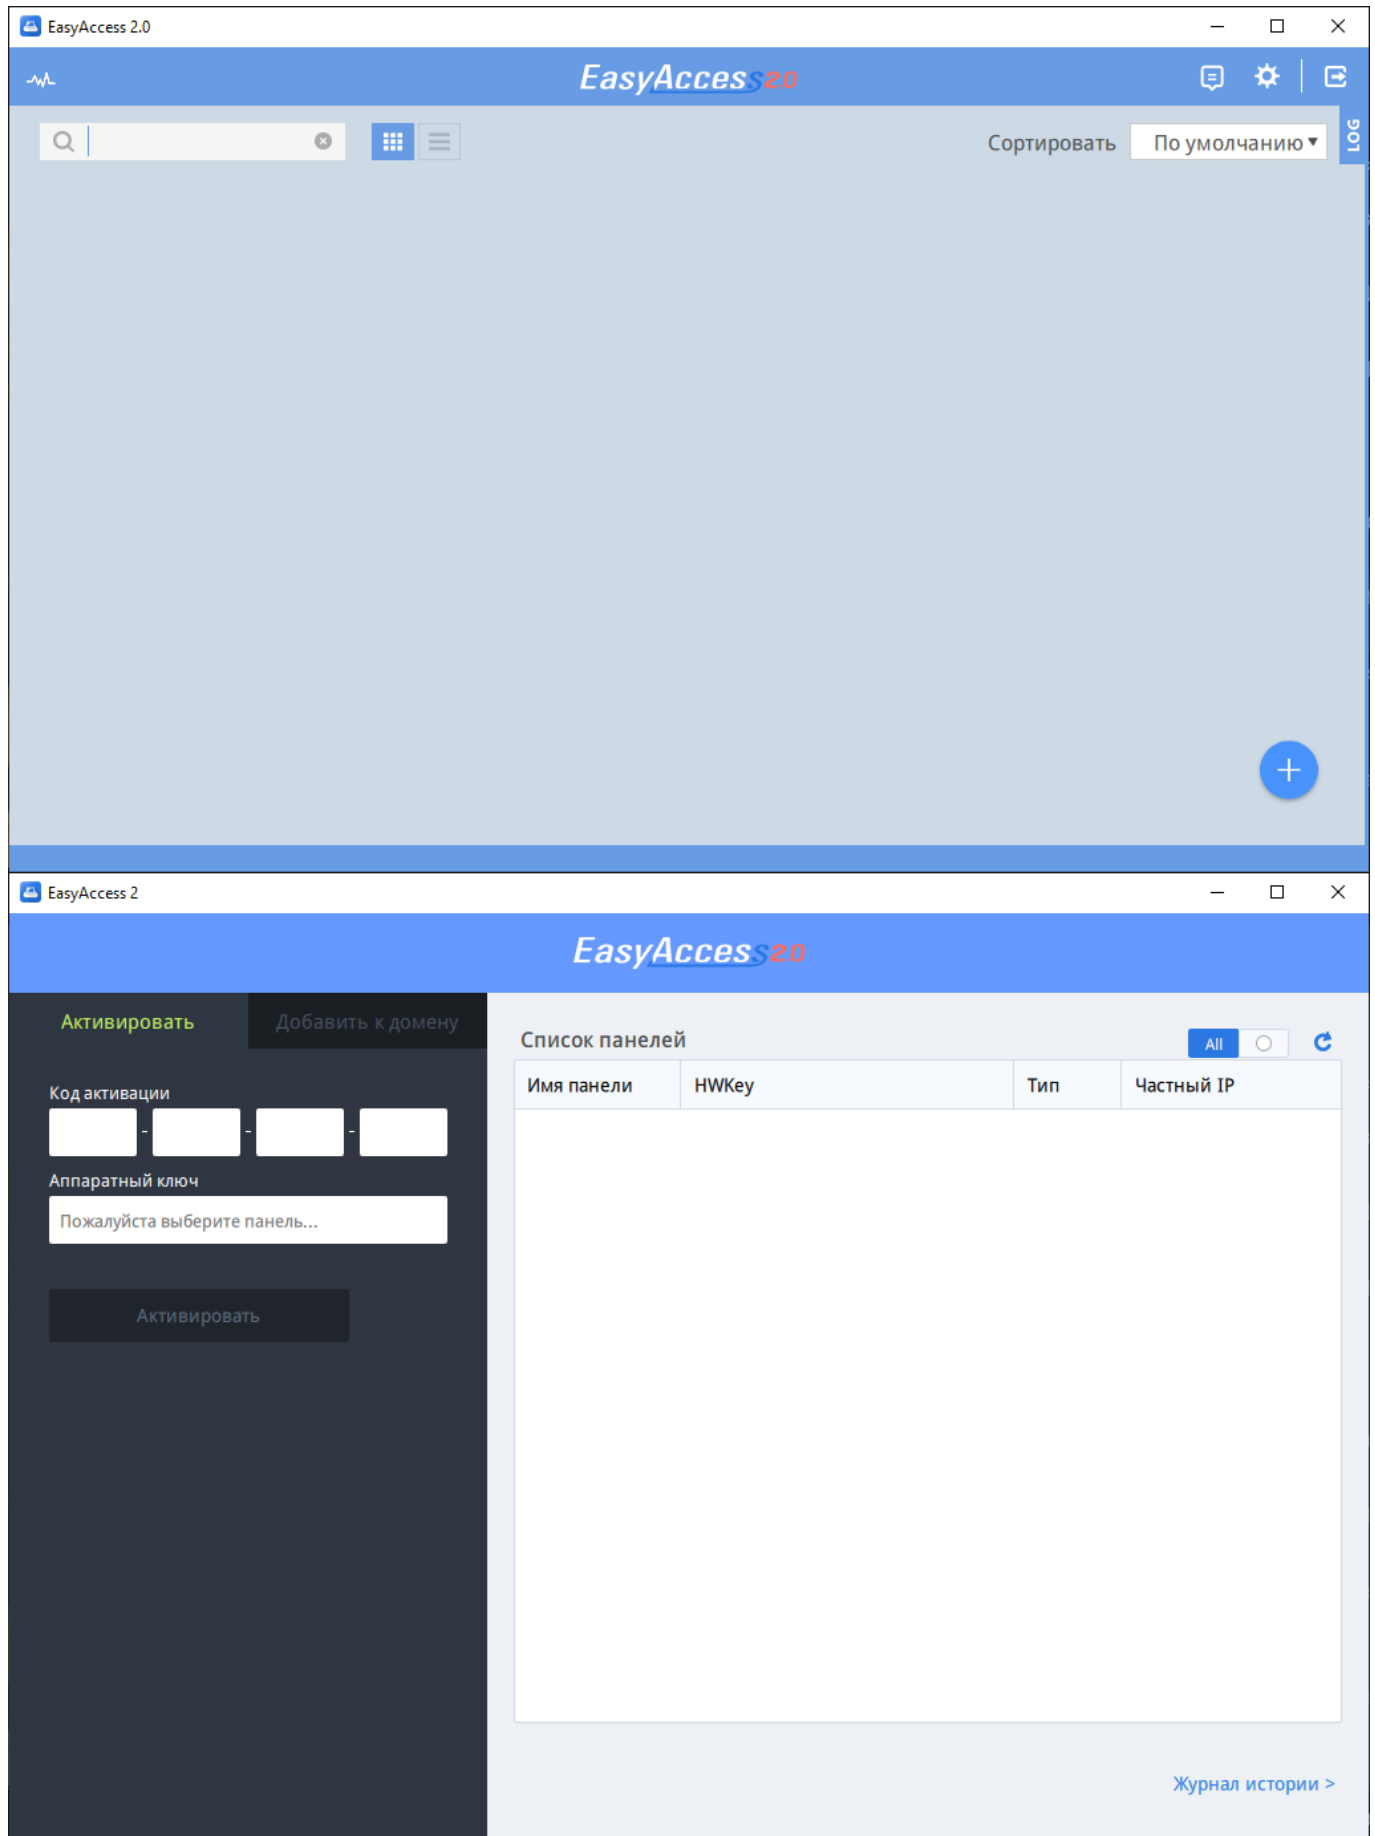 EasyAccess 2.0
EasyAccess2.0
Сортировать По умолчанию
LOG
EasyAccess 2
EasyAccess2.0
Активировать Добавить к домену
Список панелей All
Имя панели HWKey Тип Частный IP
Код активации
- - -
Аппаратный ключ
Пожалуйста выберите панель...
Активировать
Журнал истории >